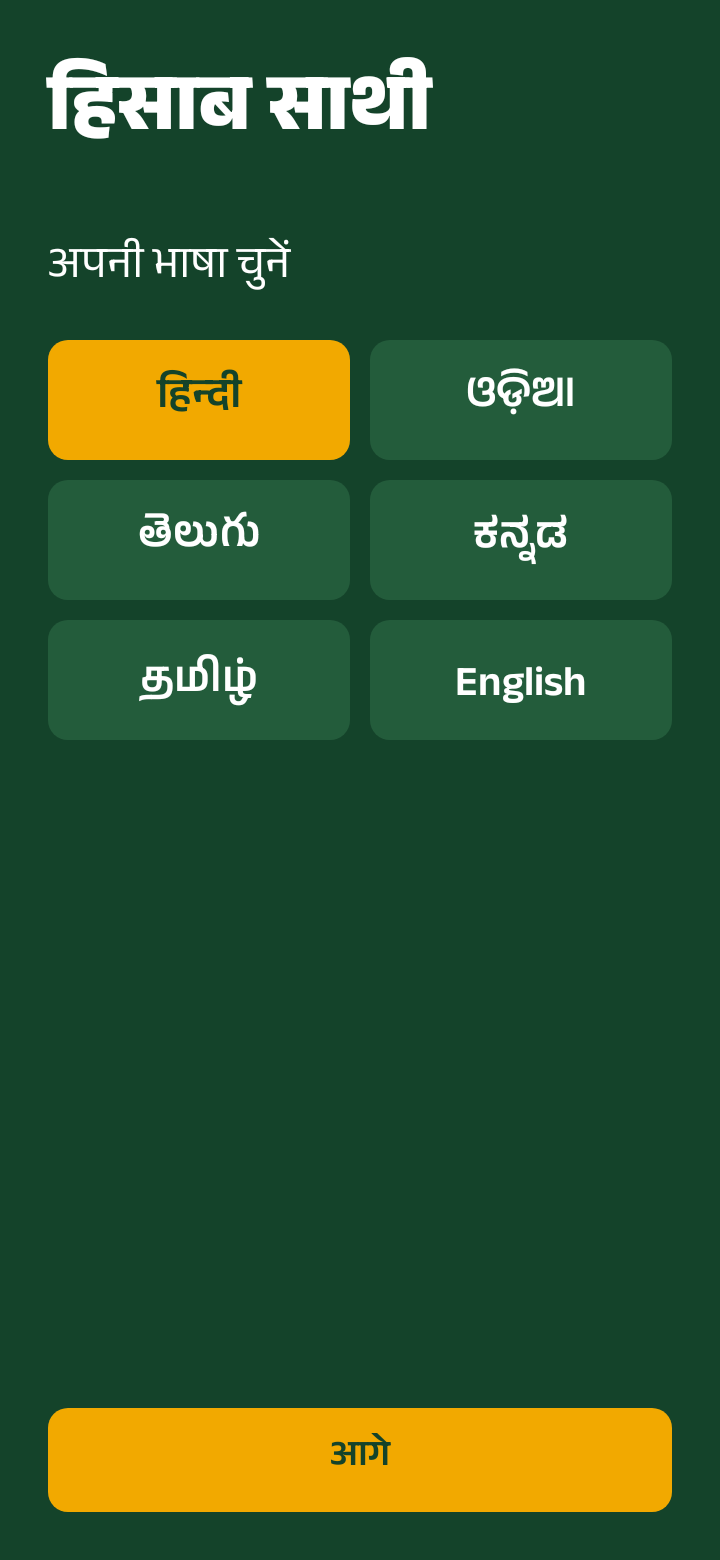 हिसाब साथी
अपनी भाषा चुनें
हिन्दी
ଓଡ଼ିଆ
తెలుగు
ಕನ್ನಡ
தமிழ்
English
आगे